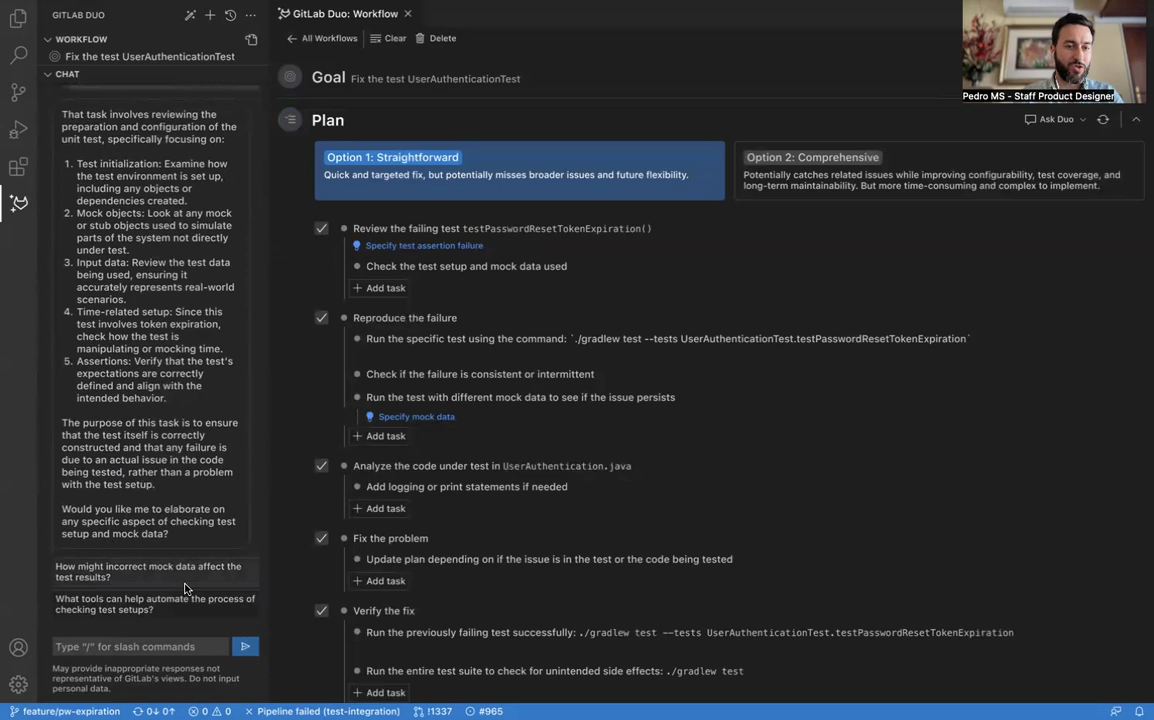 GITLAB DUO
WORKFLOW
Fix the test UserAuthenticationTest
CHAT
That task involves reviewing the
preparation and configuration of the
unit test, specifically focusing on:
1. Test initialization: Examine how
the test environment is set up,
including any objects or
dependencies created.
2. Mock objects: Look at any mock
or stub objects used to simulate
parts of the system not directly
under test.
3. Input data: Review the test data
being used, ensuring it
accurately represents real-world
scenarios.
4. Time-related setup: Since this
test involves token expiration,
check how the test is
manipulating or mocking time.
5. Assertions: Verify that the test's
expectations are correctly
defined and align with the
intended behavior.
The purpose of this task is to ensure
that the test itself is correctly
constructed and that any failure is
due to an actual issue in the code
being tested, rather than a problem
with the test setup.
Would you like me to elaborate on
any specific aspect of checking test
setup and mock data?
How might incorrect mock data affect the
test results?
What tools can help automate the process of
checking test setups?
Type "/" for slash commands
May provide inappropriate responses not
representative of GitLab's views. Do not input
personal data.
GitLab Duo: Workflow
All Workflows Clear Delete
Goal Fix the test UserAuthenticationTest
Pedro MS - Staff Product Designer
Plan
Ask Duo
Option 1: Straightforward
Quick and targeted fix, but potentially misses broader issues and future flexibility.
Option 2: Comprehensive
Potentially catches related issues while improving configurability, test coverage, and
long-term maintainability. But more time-consuming and complex to implement.
Review the failing test testPasswordResetTokenExpiration()
Specify test assertion failure
Check the test setup and mock data used
+ Add task
Reproduce the failure
Run the specific test using the command: `./gradlew test --tests UserAuthenticationTest.testPasswordResetTokenExpiration`
Check if the failure is consistent or intermittent
Run the test with different mock data to see if the issue persists
Specify mock data
+ Add task
Analyze the code under test in UserAuthentication.java
Add logging or print statements if needed
+ Add task
Fix the problem
Update plan depending on if the issue is in the test or the code being tested
+ Add task
Verify the fix
Run the previously failing test successfully: ./gradlew test --tests UserAuthenticationTest.testPasswordResetTokenExpiration
Run the entire test suite to check for unintended side effects: ./gradlew test
+ Add task
feature/pw-expiration 0↓ 0↑ 0 0 Pipeline failed (test-integration) !1337 #965